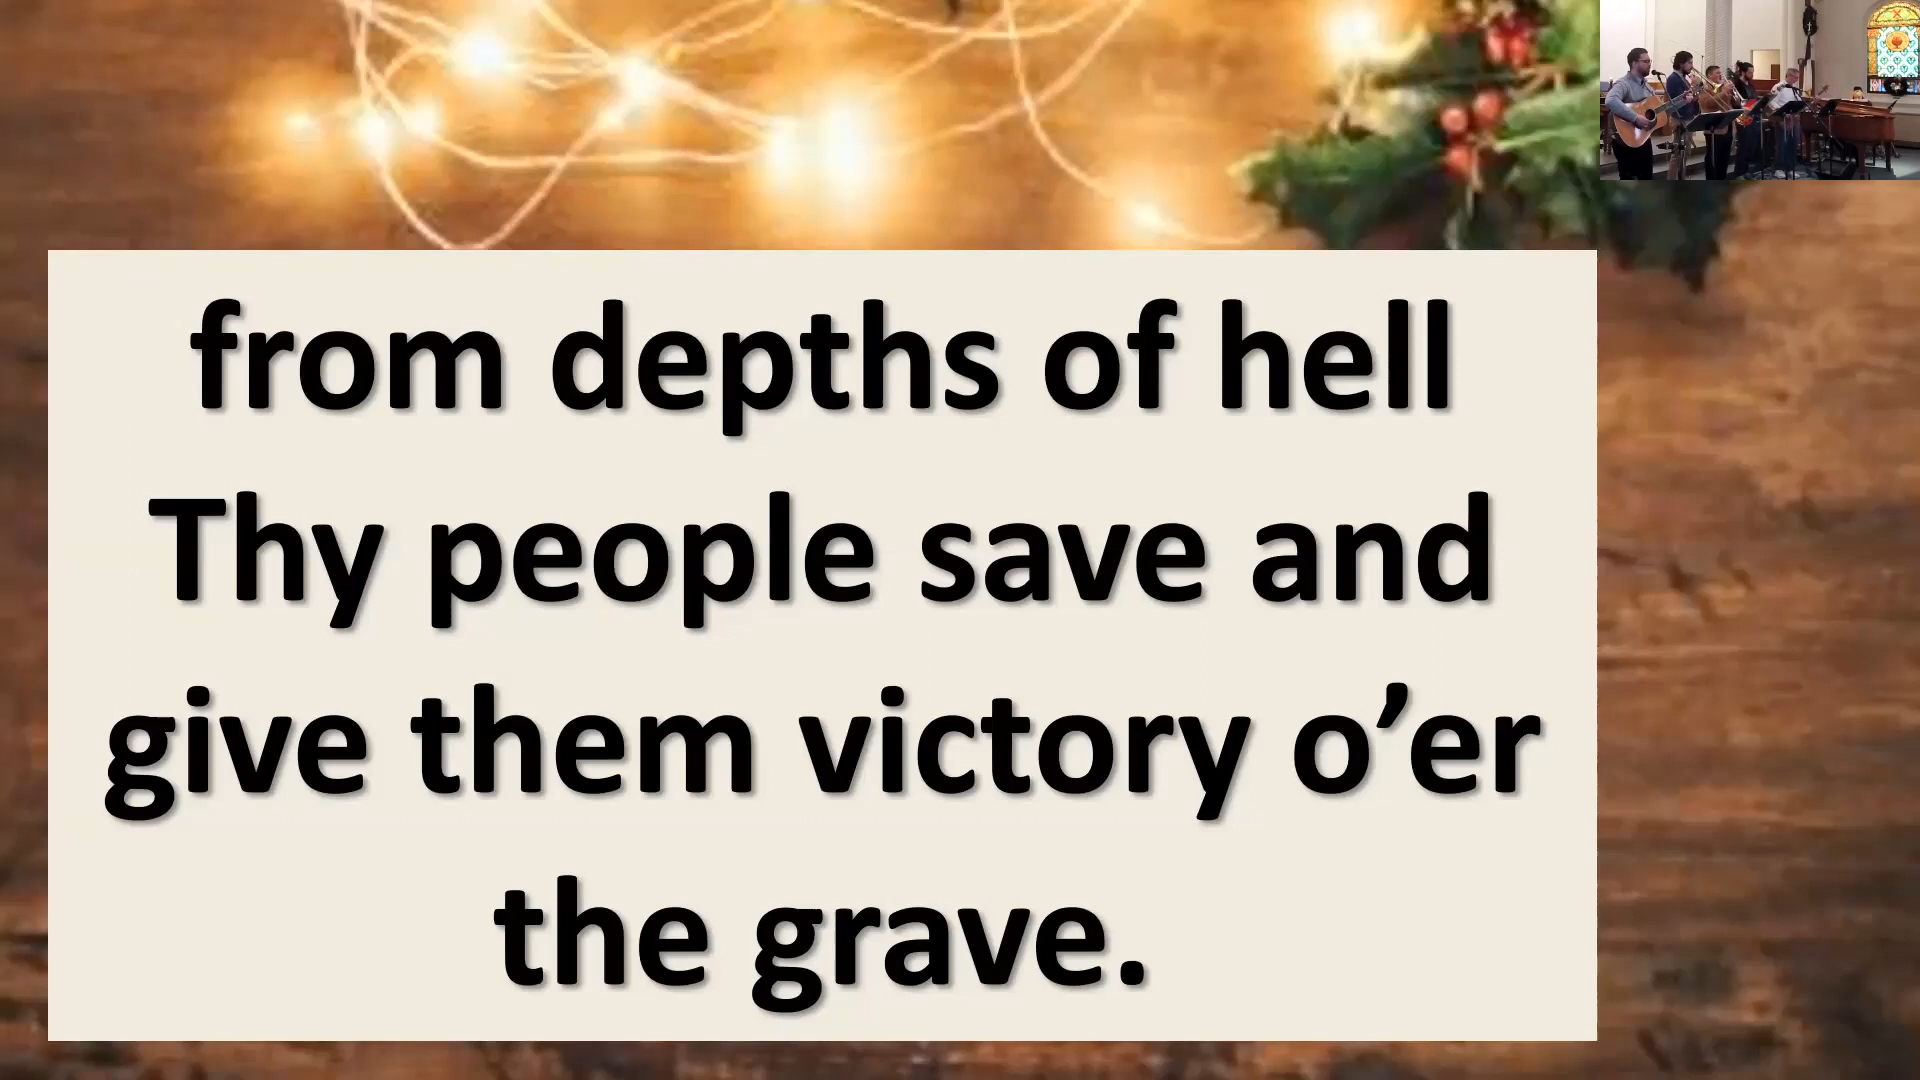 from depths of hell
Thy people save and
give them victory o’er
the grave.